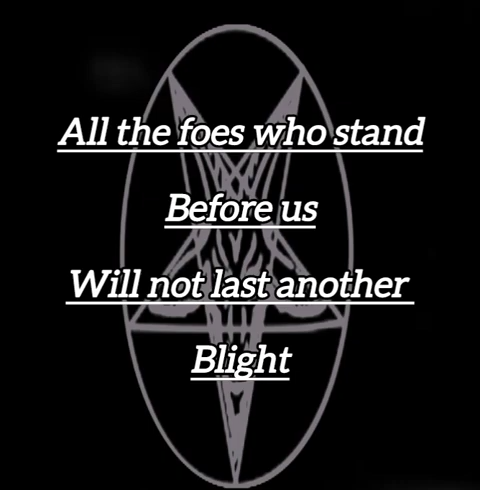 All the foes who stand
Before us
Will not last another
Blight